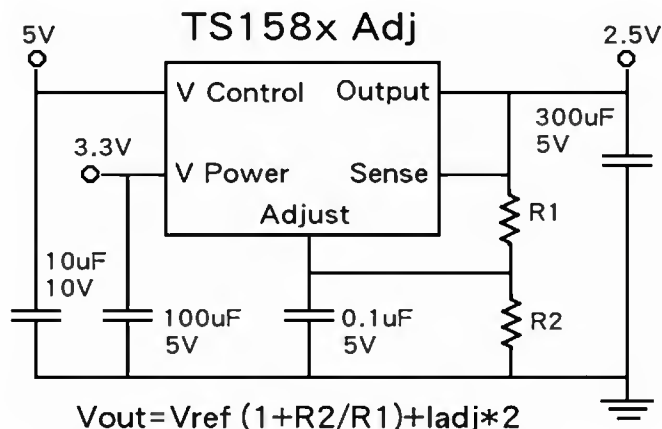 TS158x Adj
5V
2.5V
V Control
Output
300uF
5V
3.3V
V Power
Sense
Adjust
R1
10uF
10V
100uF
5V
0.1uF
5V
R2
Vout=Vref (1+R2/R1)+Iadj*2